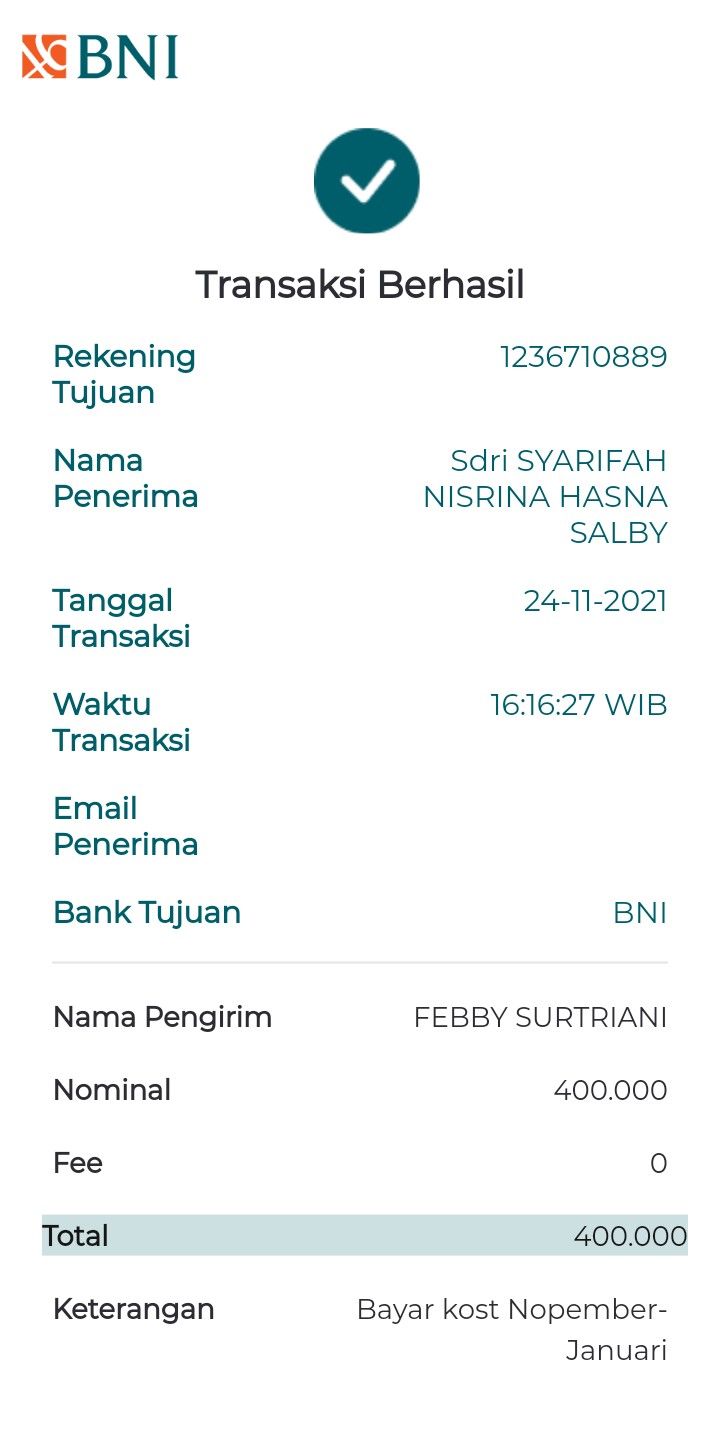 BNI
Transaksi Berhasil
Rekening Tujuan 1236710889
Nama Penerima Sdri SYARIFAH NISRINA HASNA SALBY
Tanggal Transaksi 24-11-2021
Waktu Transaksi 16:16:27 WIB
Email Penerima
Bank Tujuan BNI
Nama Pengirim FEBBY SURTRIANI
Nominal 400.000
Fee 0
Total 400.000
Keterangan Bayar kost Nopember-
Januari